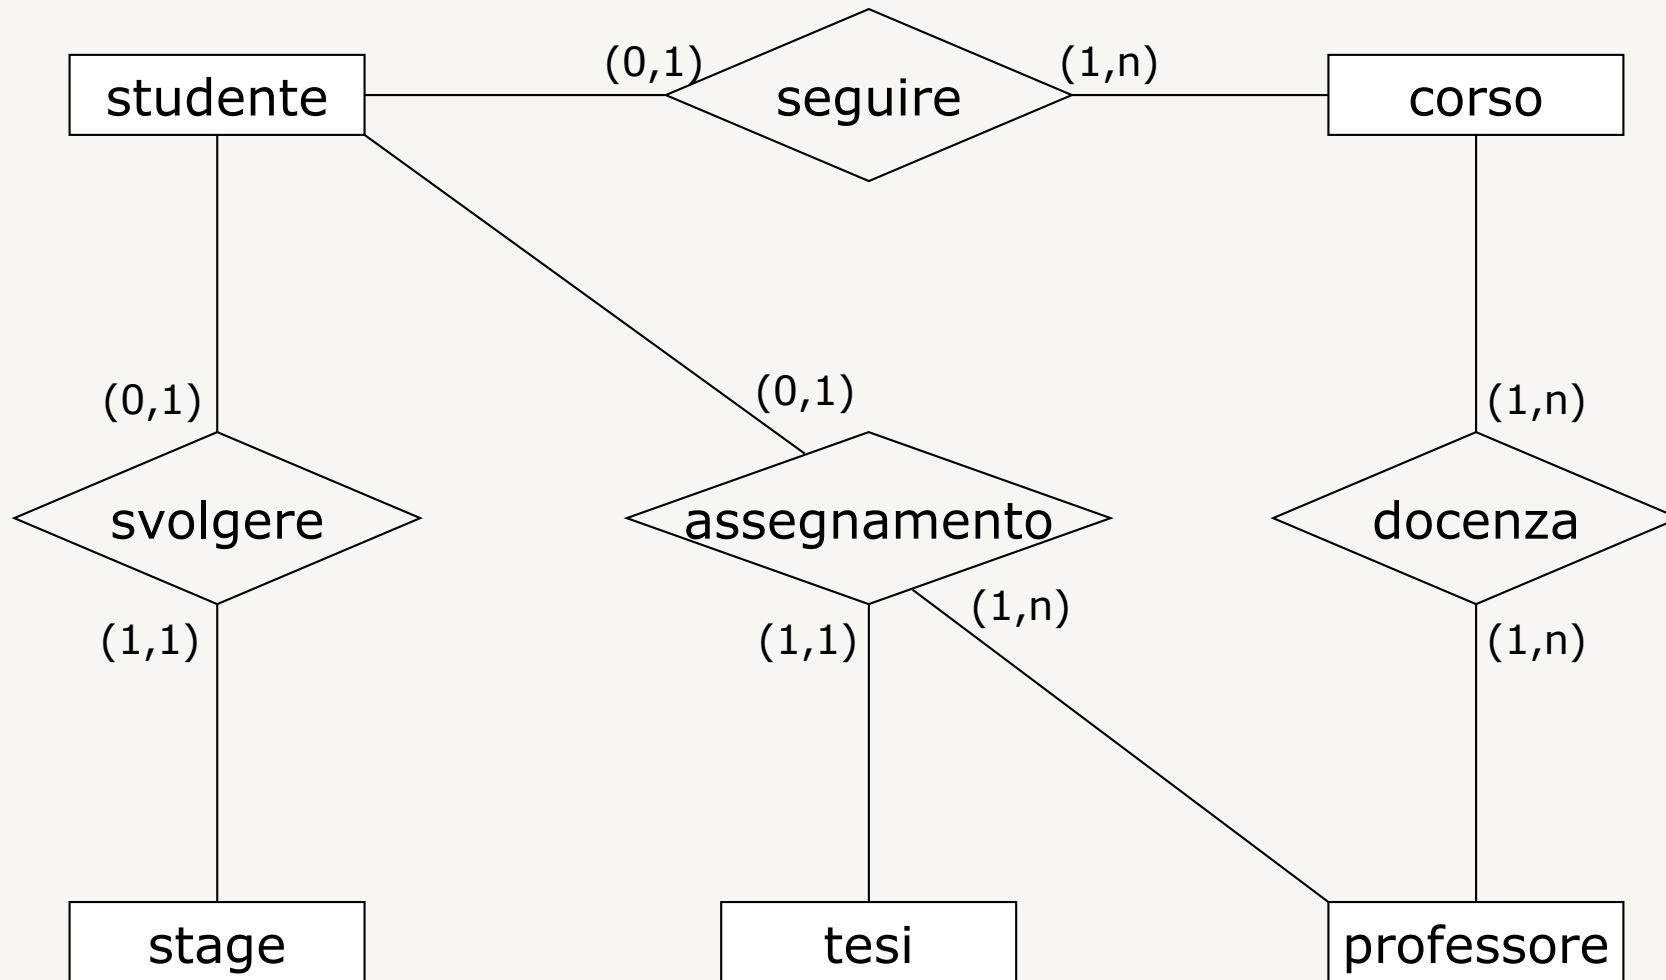 (0,1)
(1,n)
studente
seguire
corso
(0,1)
(0,1)
(1,n)
svolgere
assegnamento
docenza
(1,1)
(1,1)
(1,n)
(1,n)
stage
tesi
professore